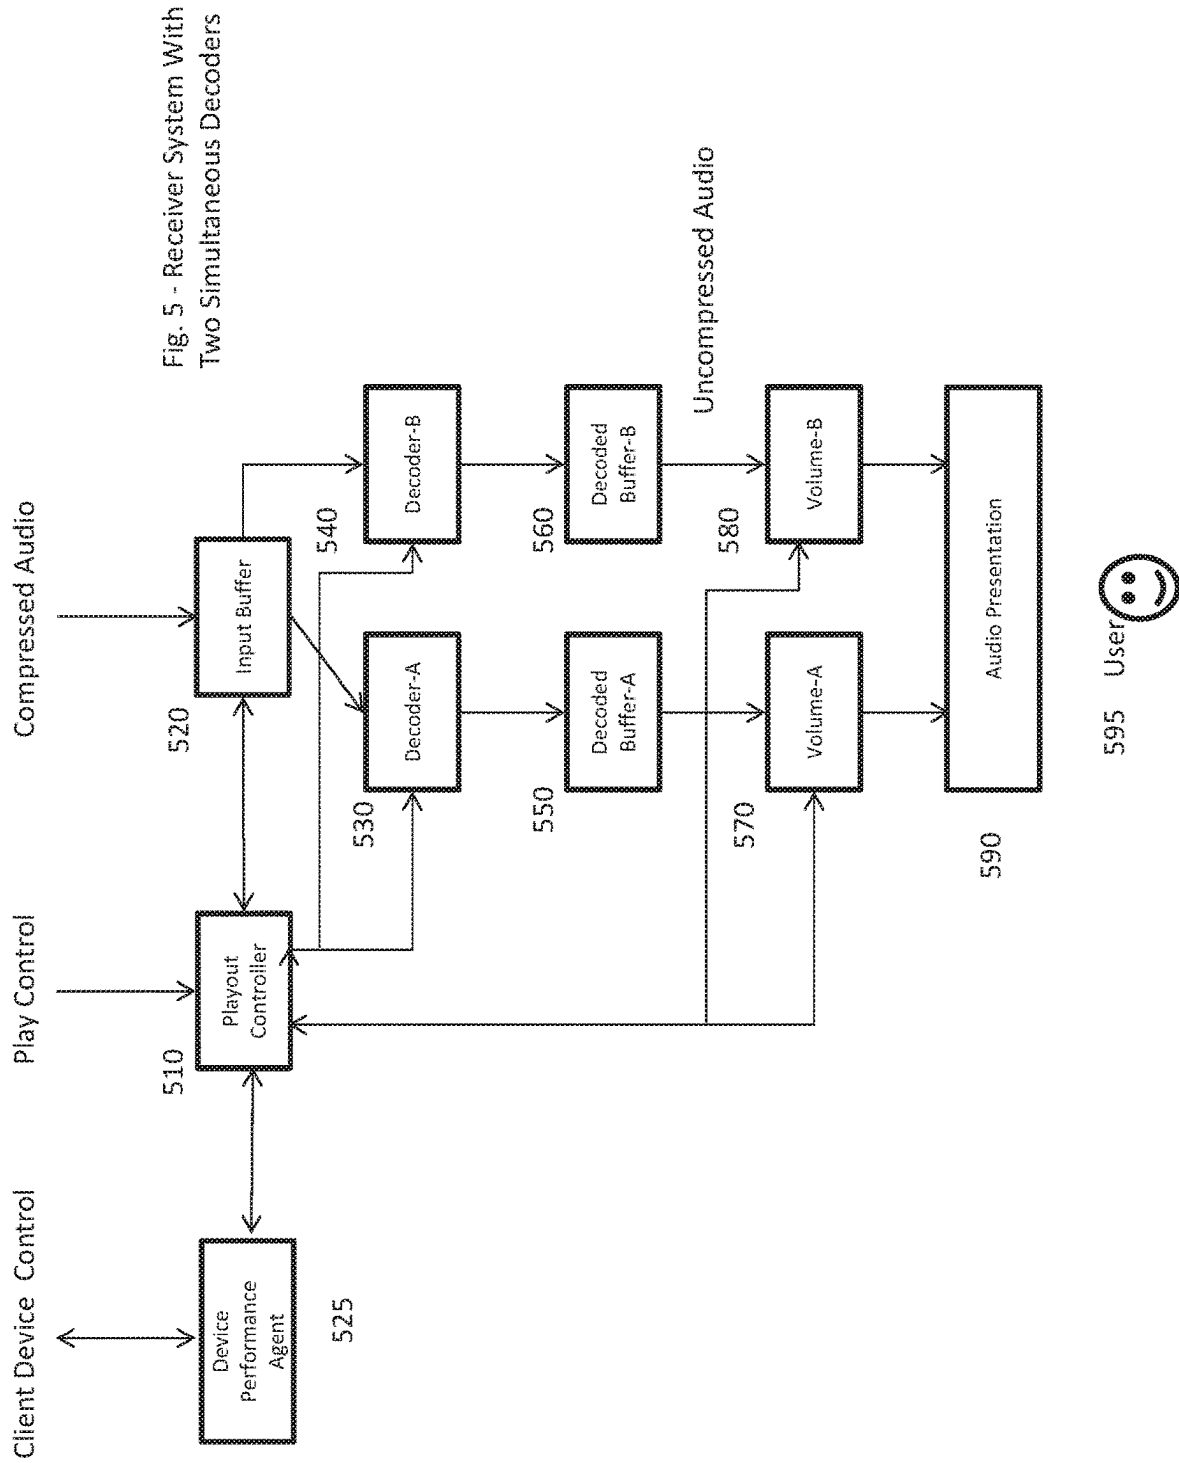 Client Device Control
Play Control
Compressed Audio
Fig. 5 - Receiver System With
Two Simultaneous Decoders
510
520
Device
Performance
Agent
Playout
Controller
Input Buffer
525
530
540
Decoder-A
Decoder-B
550
560
Decoded
Buffer-A
Decoded
Buffer-B
Uncompressed Audio
570
580
Volume-A
Volume-B
590
Audio Presentation
595 User